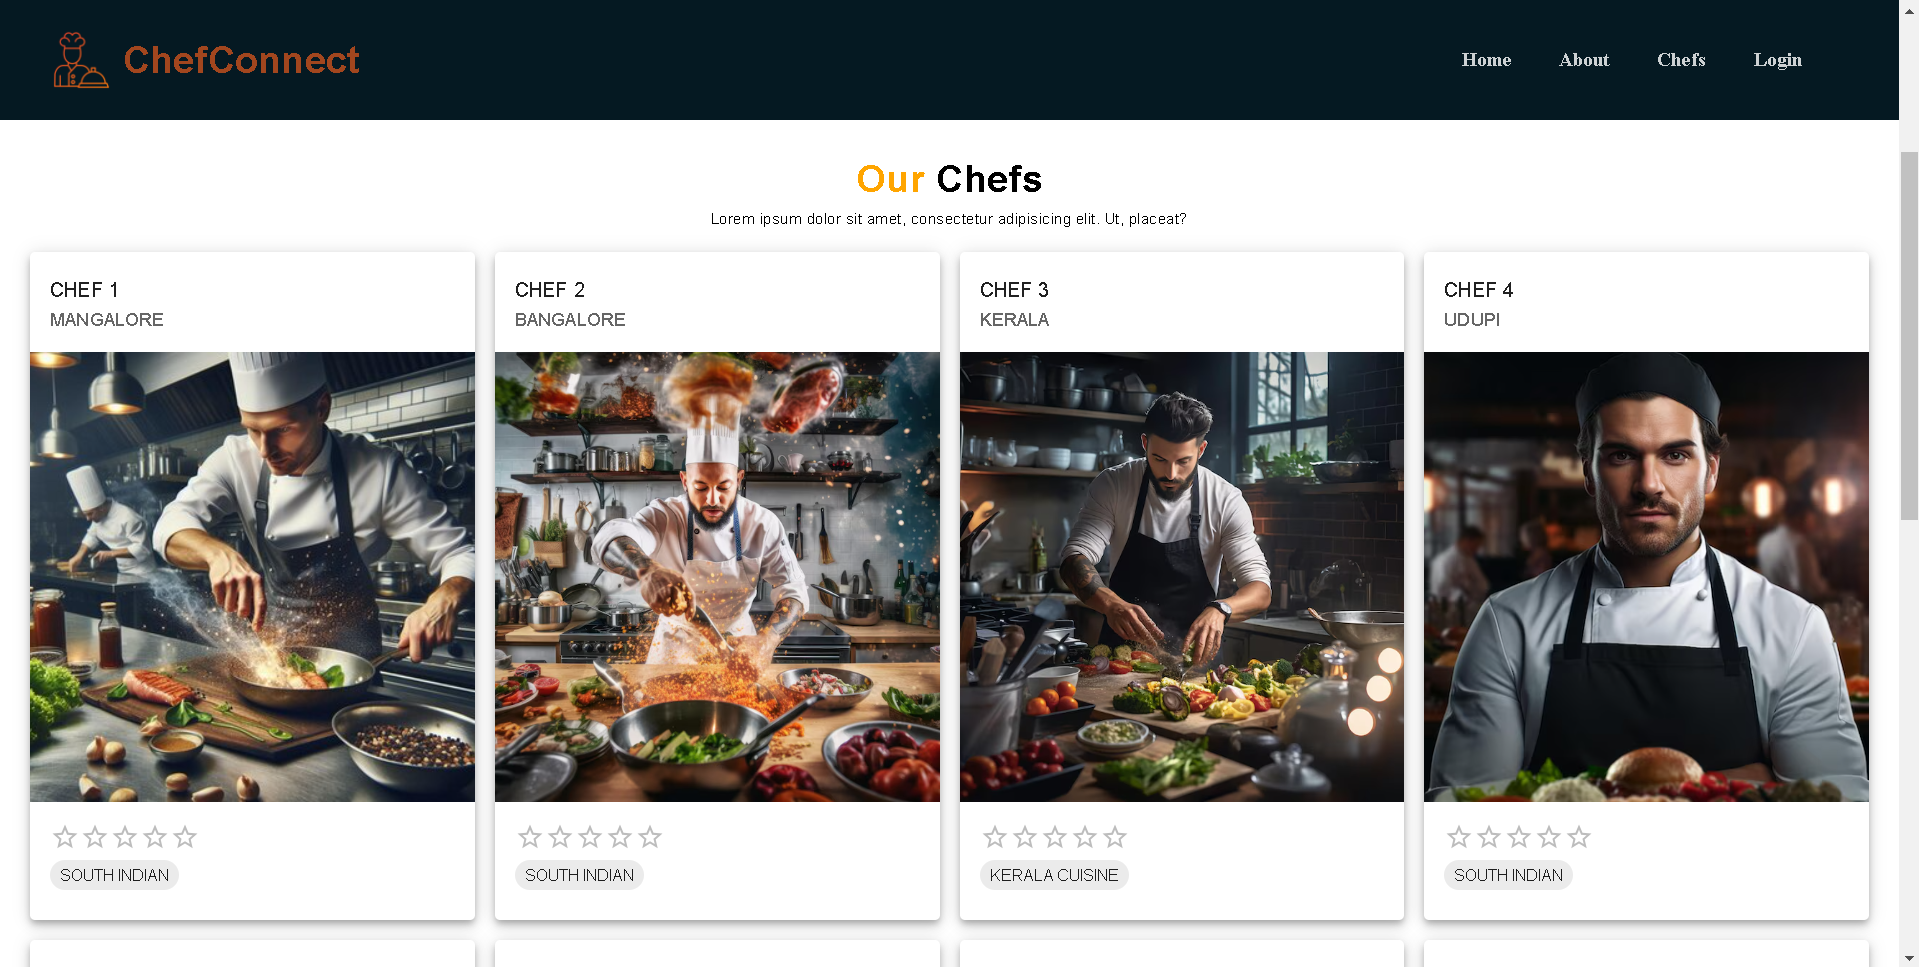 ChefConnect
Home About Chefs Login
Our Chefs
Lorem ipsum dolor sit amet, consectetur adipisicing elit. Ut, placeat?
CHEF 1
MANGALORE
SOUTH INDIAN
CHEF 2
BANGALORE
SOUTH INDIAN
CHEF 3
KERALA
KERALA CUISINE
CHEF 4
UDUPI
SOUTH INDIAN